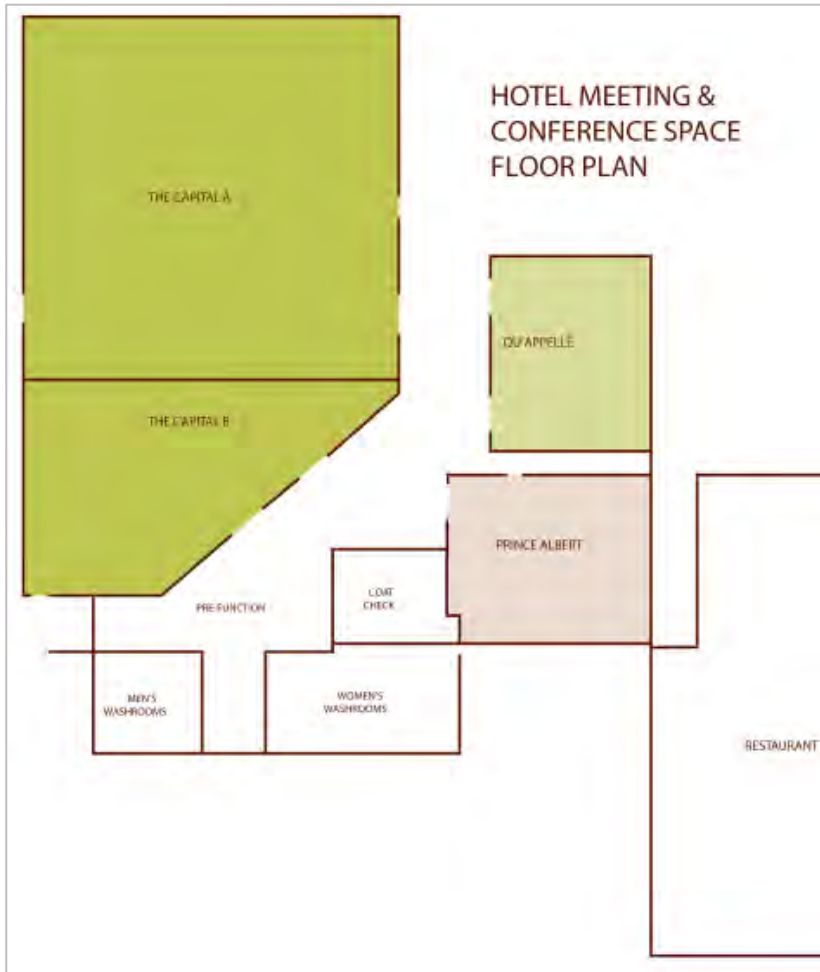 HOTEL MEETING &
CONFERENCE SPACE
FLOOR PLAN
THE CAPITAL A
QU'APPELLE
THE CAPITAL B
PRINCE ALBERT
COAT
CHECK
PRE FUNCTION
MEN'S
WASHROOMS
WOMEN'S
WASHROOMS
RESTAURANT